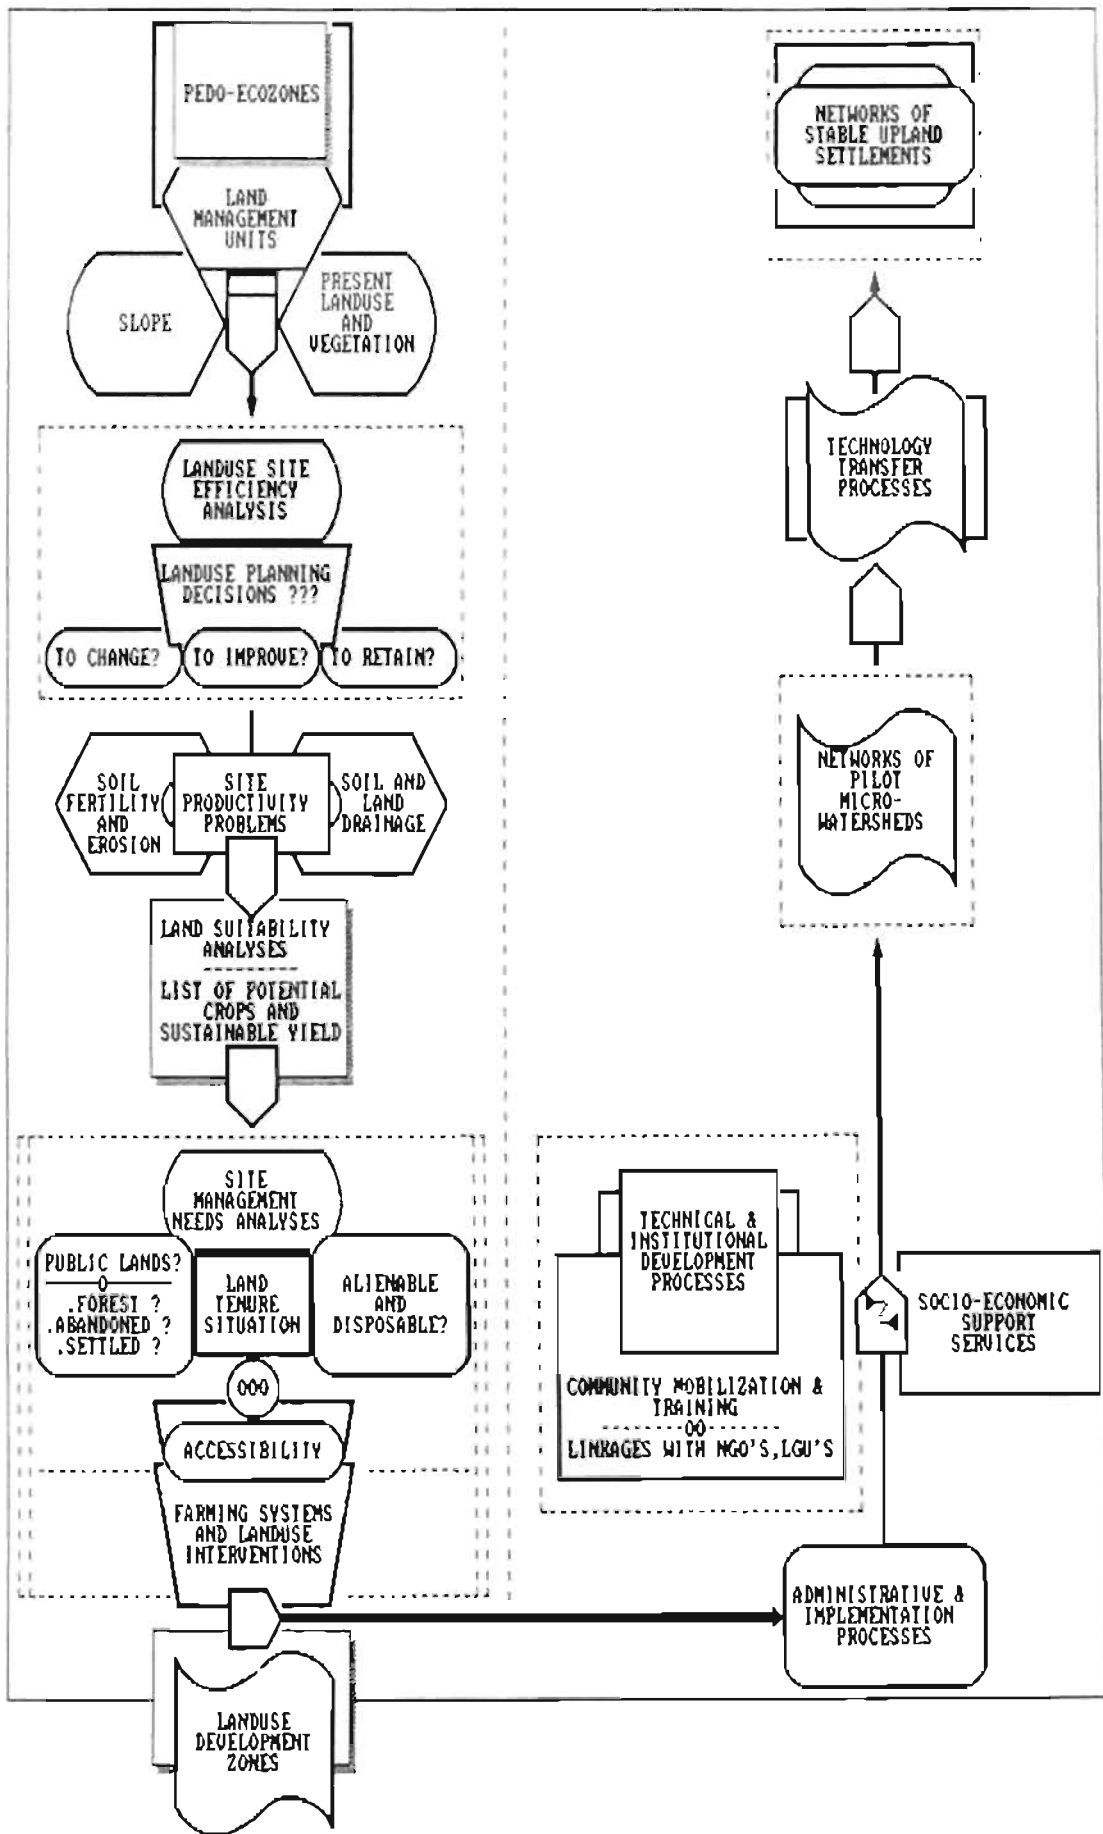 PEDO-ECOZONES
LAND
MANAGEMENT
UNITS
SLOPE
PRESENT
LANDUSE
AND
VEGETATION
LANDUSE SITE
EFFICIENCY
ANALYSIS
LANDUSE PLANNING
DECISIONS ???
TO CHANGE?
TO IMPROVE?
TO RETAIN?
SOIL
FERTILITY
AND
EROSION
SITE
PRODUCTIVITY
PROBLEMS
SOIL AND
LAND
DRAINAGE
LAND SUITABILITY
ANALYSES
LIST OF POTENTIAL
CROPS AND
SUSTAINABLE YIELD
SITE
MANAGEMENT
NEEDS ANALYSES
PUBLIC LANDS?
O
.FOREST ?
.ABANDONED ?
.SETTLED ?
LAND
TENURE
SITUATION
ALIENABLE
AND
DISPOSABLE?
000
ACCESSIBILITY
FARMING SYSTEMS
AND LANDUSE
INTERVENTIONS
LANDUSE
DEVELOPMENT
ZONES
NETWORKS OF
STABLE UPLAND
SETTLEMENTS
TECHNOLOGY
TRANSFER
PROCESSES
NETWORKS OF
PILOT
MICRO-
WATERSHEDS
TECHNICAL &
INSTITUTIONAL
DEVELOPMENT
PROCESSES
COMMUNITY MOBILIZATION &
TRAINING
00
LINKAGES WITH NGO'S,LGU'S
2
SOCIO-ECONOMIC
SUPPORT
SERVICES
ADMINISTRATIVE &
IMPLEMENTATION
PROCESSES